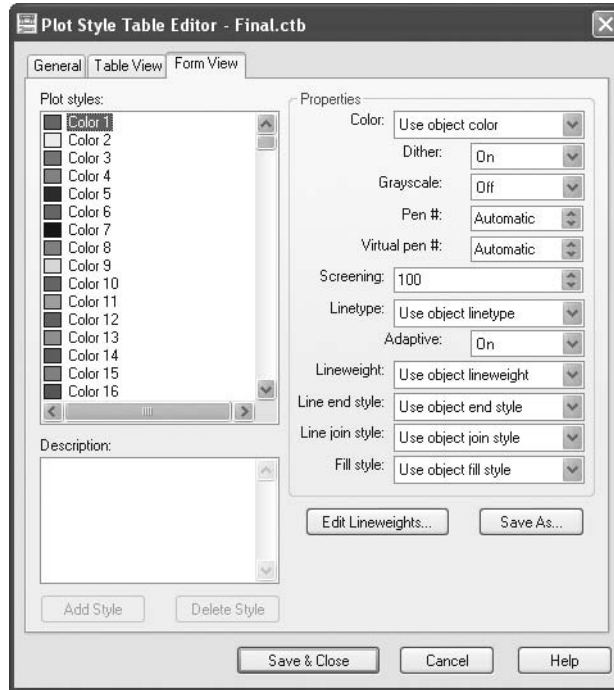 Plot Style Table Editor - Final.ctb
General
Table View
Form View
Plot styles:
Color 1
Color 2
Color 3
Color 4
Color 5
Color 6
Color 7
Color 8
Color 9
Color 10
Color 11
Color 12
Color 13
Color 14
Color 15
Color 16
Description:
Add Style
Delete Style
Properties
Color: Use object color
Dither: On
Grayscale: Off
Pen #: Automatic
Virtual pen #: Automatic
Screening: 100
Linetype: Use object linetype
Adaptive: On
Lineweight: Use object lineweight
Line end style: Use object end style
Line join style: Use object join style
Fill style: Use object fill style
Edit Lineweights...
Save As...
Save & Close
Cancel
Help